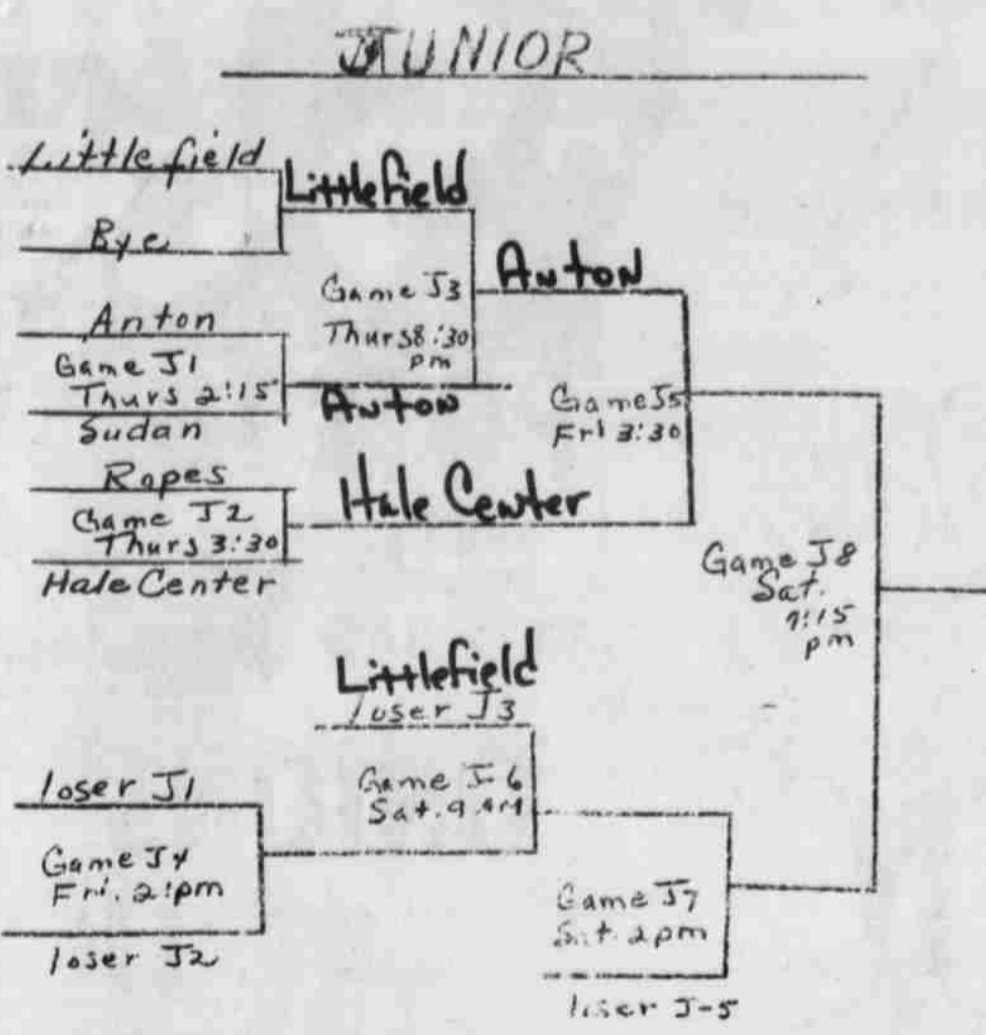 JUNIOR
Littlefield
Littlefield
Bye
Anton
Game J3
Thurs 8:30
pm
Anton
Game J1
Thurs 2:15
Anton
Sudan
Game J5
Fri 3:30
Ropes
Hale Center
Game J2
Thurs 3:30
Hale Center
Game J8
Sat.
pm
Littlefield
loser J3
loser J1
Game J-6
Sat. 9 AM
Game J4
Fri. 2:pm
loser J2
Game J7
Sat. 2pm
loser J-5